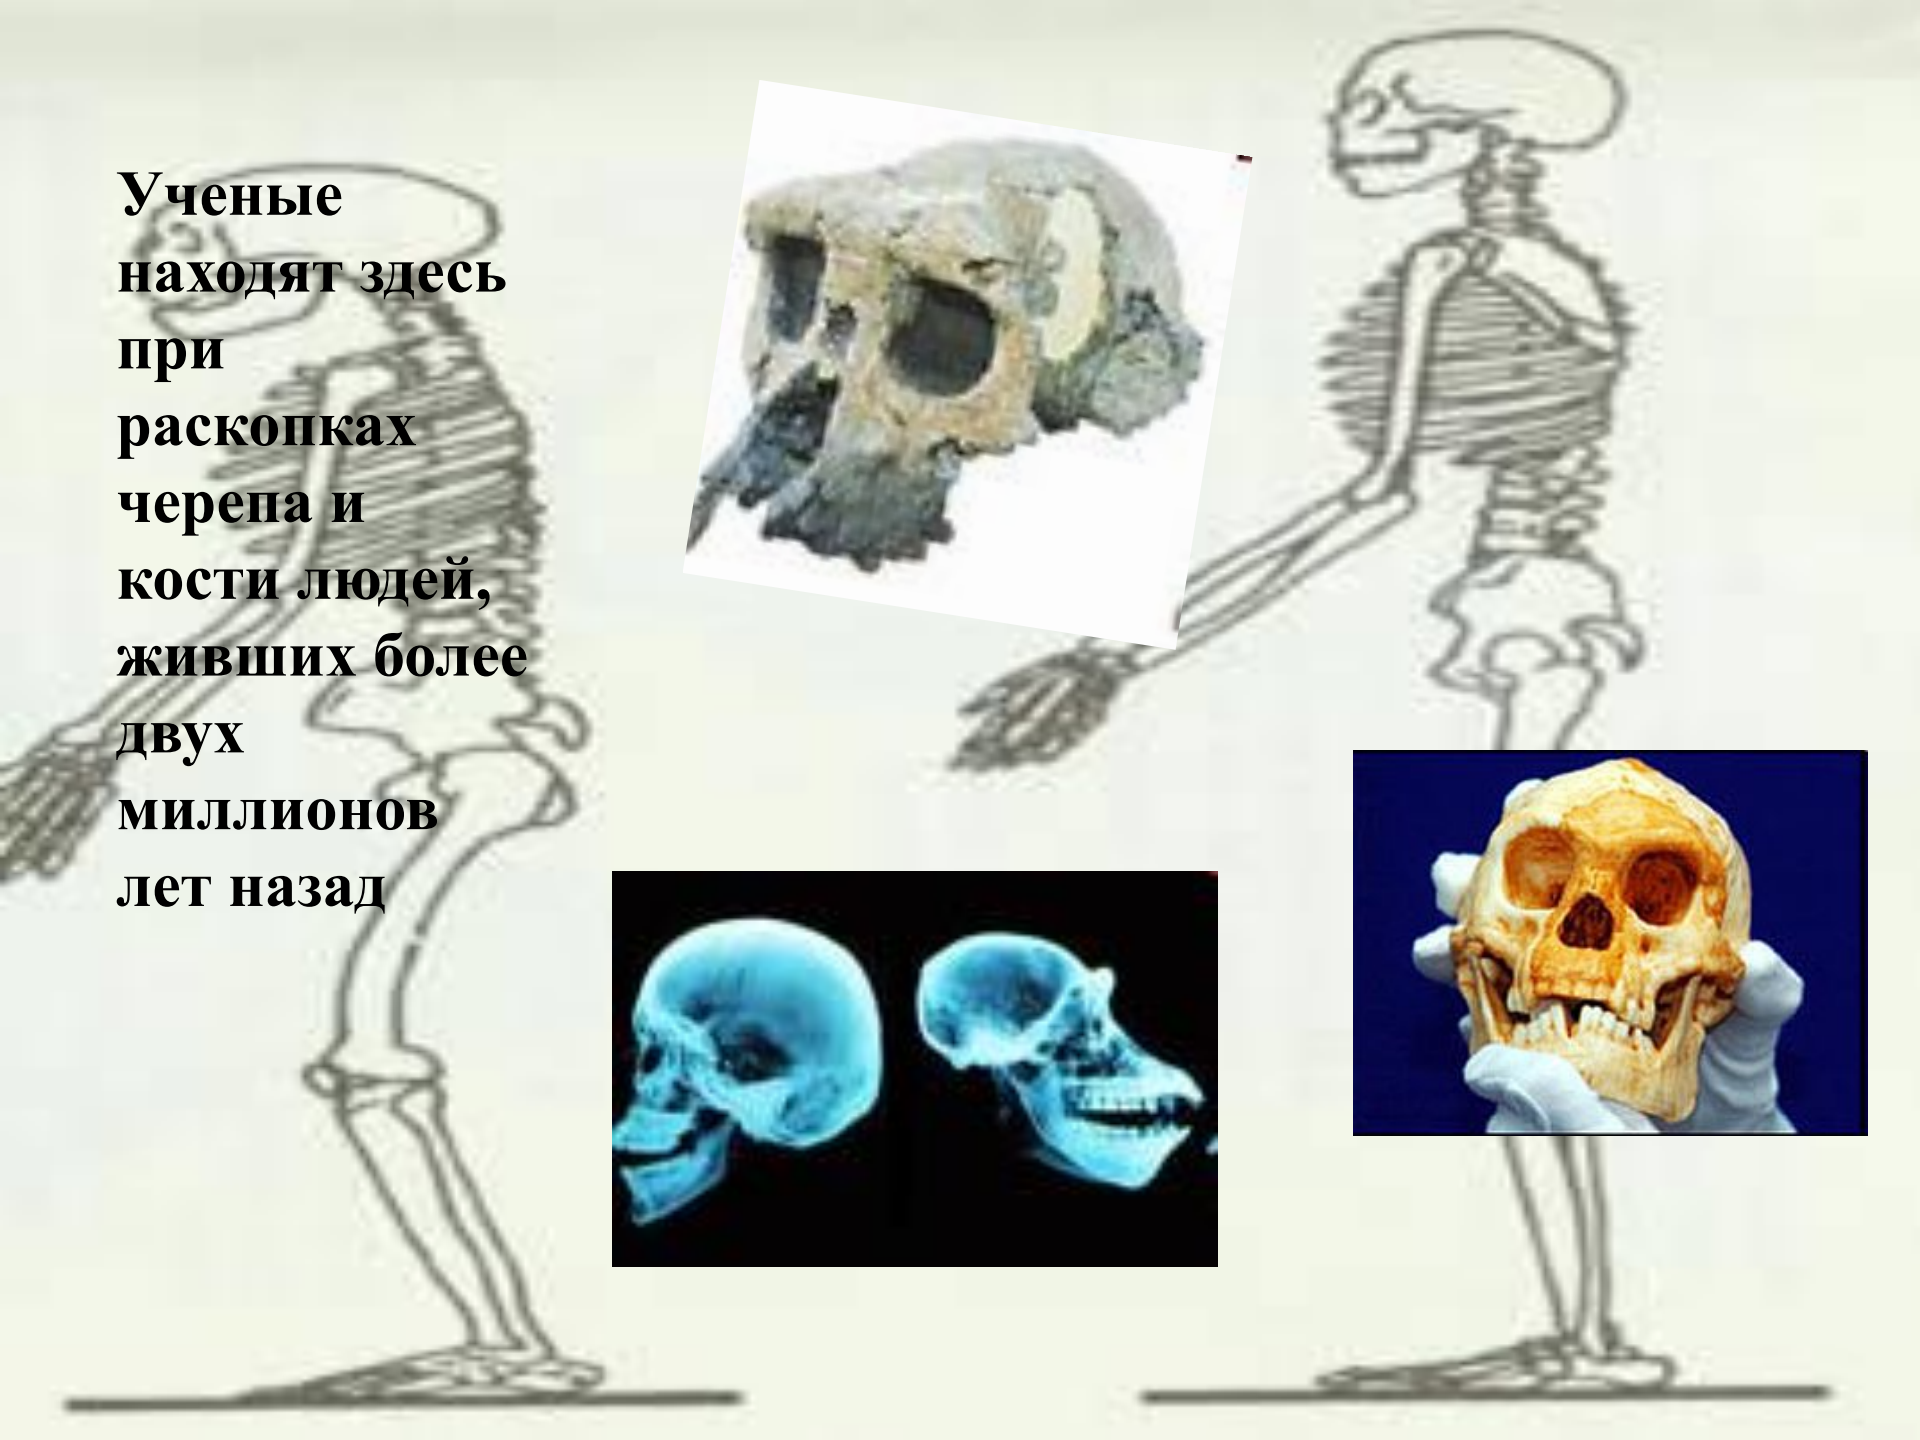 Ученые
находят здесь
при
раскопках
черепа и
кости людей,
живших более
двух
миллионов
лет назад